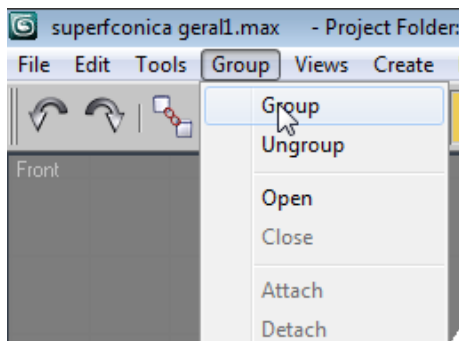 superfconica geral1.max - Project Folder:
File Edit Tools Group Views Create
Group
Ungroup
Front
Open
Close
Attach
Detach